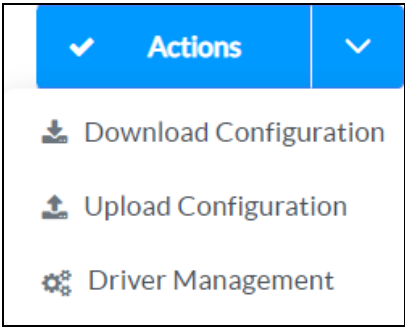 Actions
Download Configuration
Upload Configuration
Driver Management